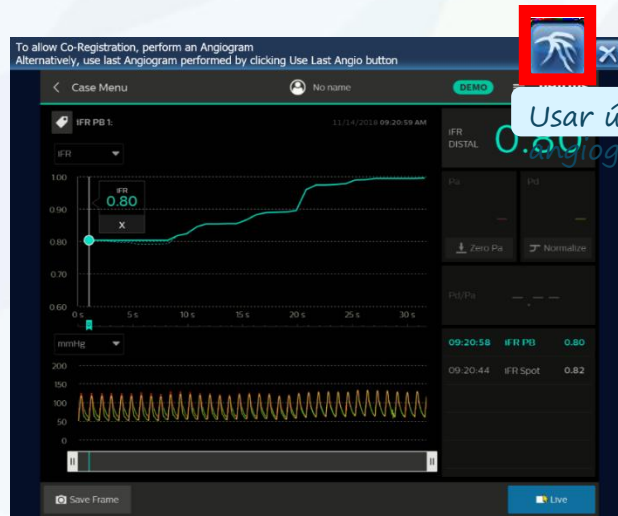 To allow Co-Registration, perform an Angiogram
Alternatively, use last Angiogram performed by clicking Use Last Angio button
X
< Case Menu
No name
DEMO
Usar ú
angiog
iFR PB 1:
11/14/2018 09:20:59 AM
iFR
iFR
DISTAL
0.80
1.00
0.90
0.80
0.70
0.60
iFR
0.80
X
0 s 5 s 10 s 15 s 20 s 25 s 30 s
Pa
Pd
Zero Pa
Normalize
Pd/Pa
-.--
mmHg
200
150
100
50
0
09:20:58 iFR PB 0.80
09:20:44 iFR Spot 0.82
Save Frame
Live